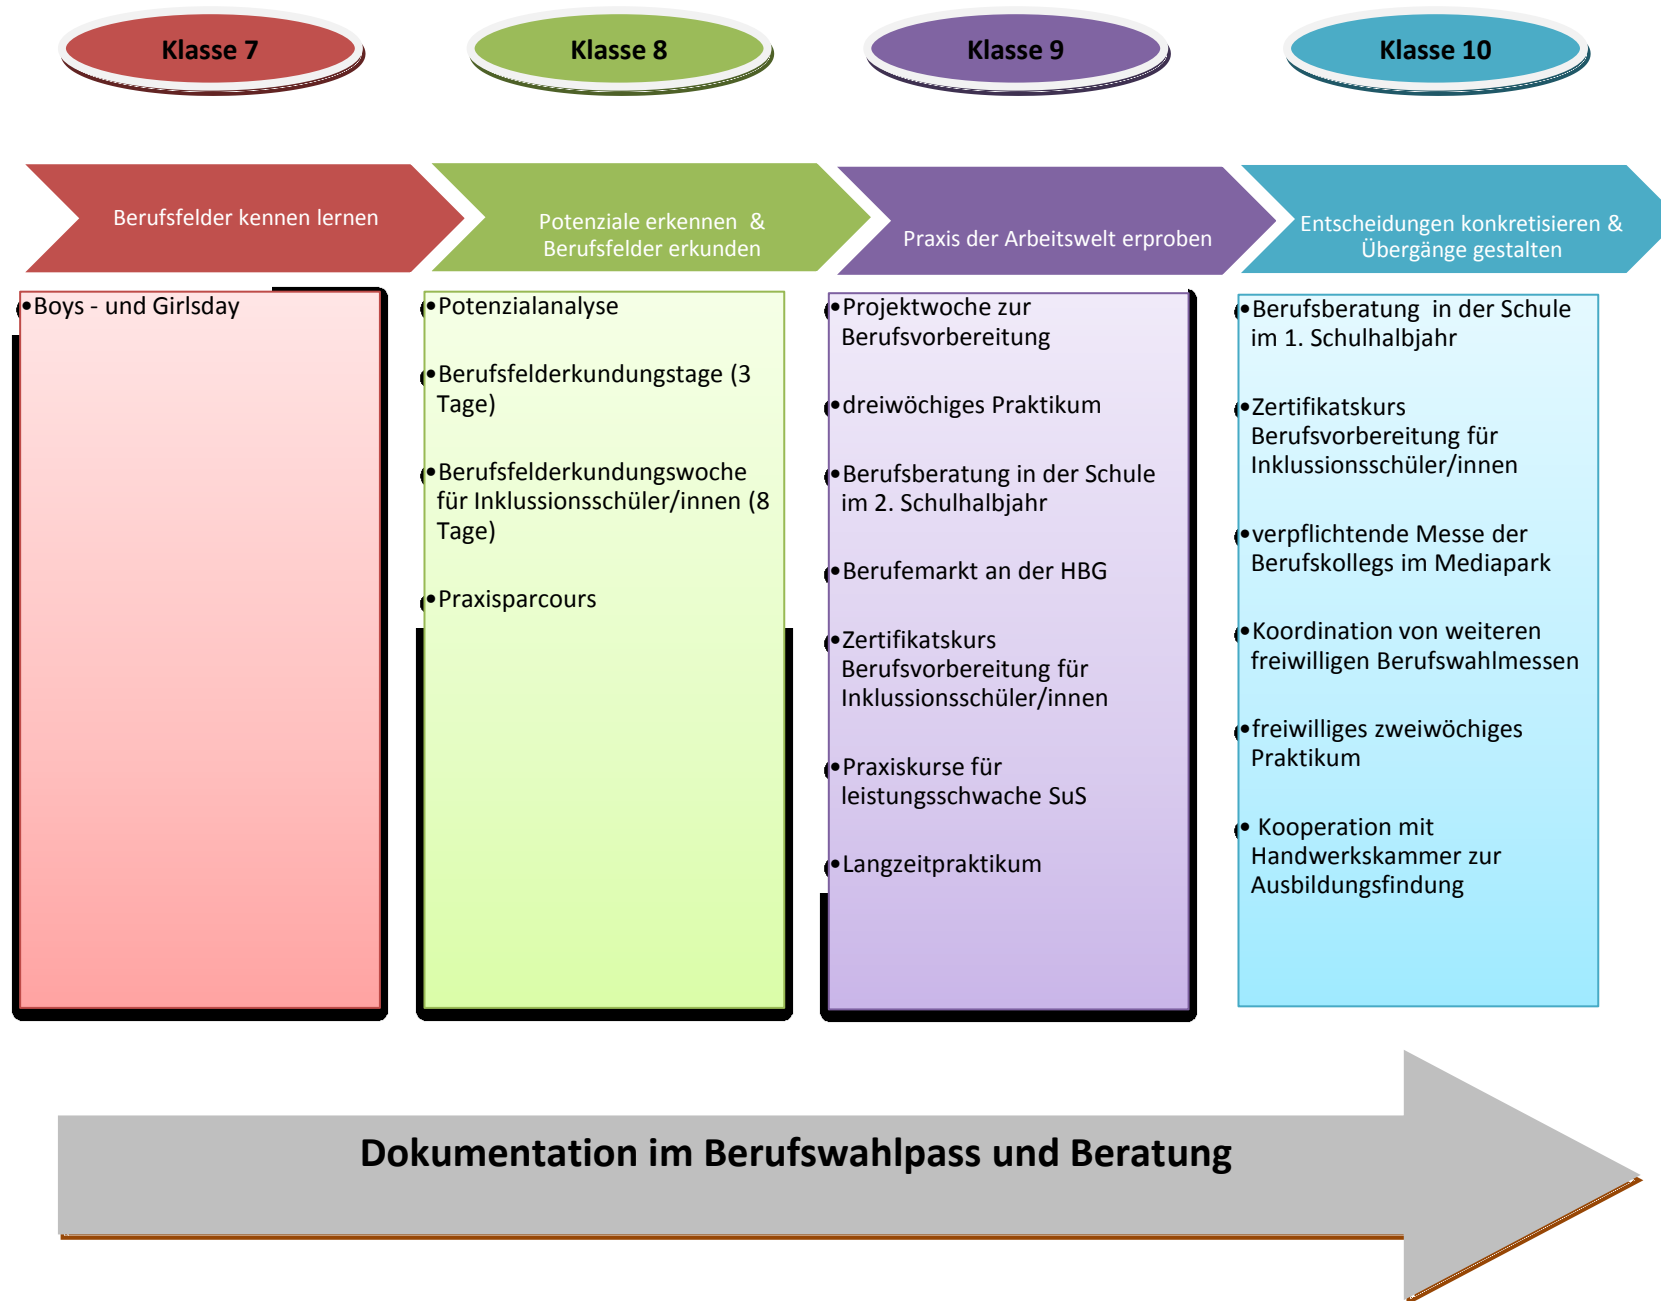 Klasse 7
Klasse 8
Klasse 9
Klasse 10
Berufsfelder kennen lernen
Potenziale erkennen &
Berufsfelder erkunden
Praxis der Arbeitswelt erproben
Entscheidungen konkretisieren &
Übergänge gestalten
•Boys - und Girlsday
•Potenzialanalyse
•Berufsfelderkundungstage (3
Tage)
•Berufsfelderkundungswoche
für Inklussionsschüler/innen (8
Tage)
•Praxisparcours
•Projektwoche zur
Berufsvorbereitung
•dreiwöchiges Praktikum
•Berufsberatung in der Schule
im 2. Schulhalbjahr
•Berufemarkt an der HBG
•Zertifikatskurs
Berufsvorbereitung für
Inklussionsschüler/innen
•Praxiskurse für
leistungsschwache SuS
•Langzeitpraktikum
•Berufsberatung in der Schule
im 1. Schulhalbjahr
•Zertifikatskurs
Berufsvorbereitung für
Inklussionsschüler/innen
•verpflichtende Messe der
Berufskollegs im Mediapark
•Koordination von weiteren
freiwilligen Berufswahlmessen
•freiwilliges zweiwöchiges
Praktikum
• Kooperation mit
Handwerkskammer zur
Ausbildungsfindung
Dokumentation im Berufswahlpass und Beratung